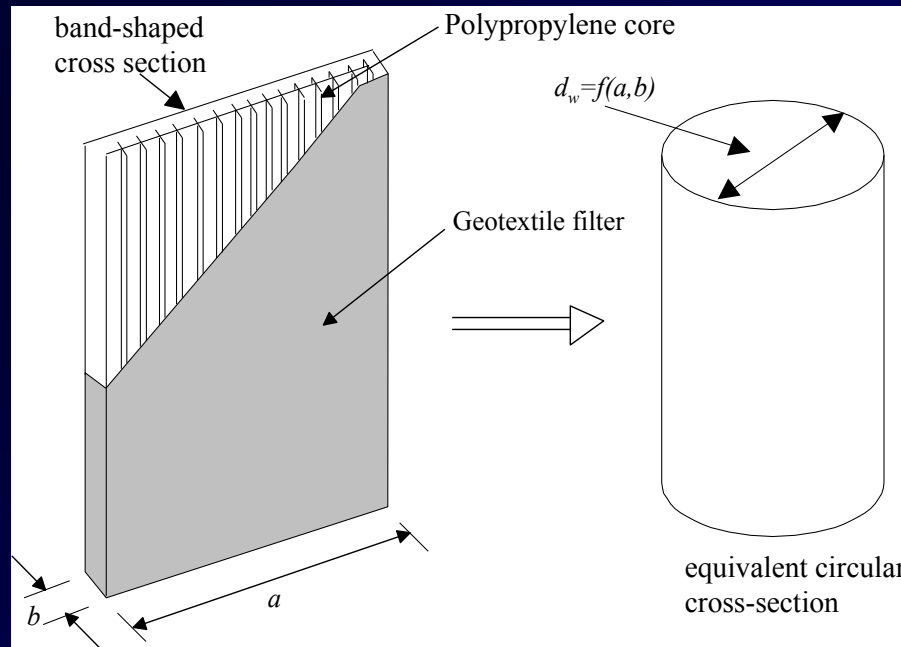 band-shaped
cross section
Polypropylene core
d_w=f(a,b)
Geotextile filter
equivalent circular
cross-section
a
b